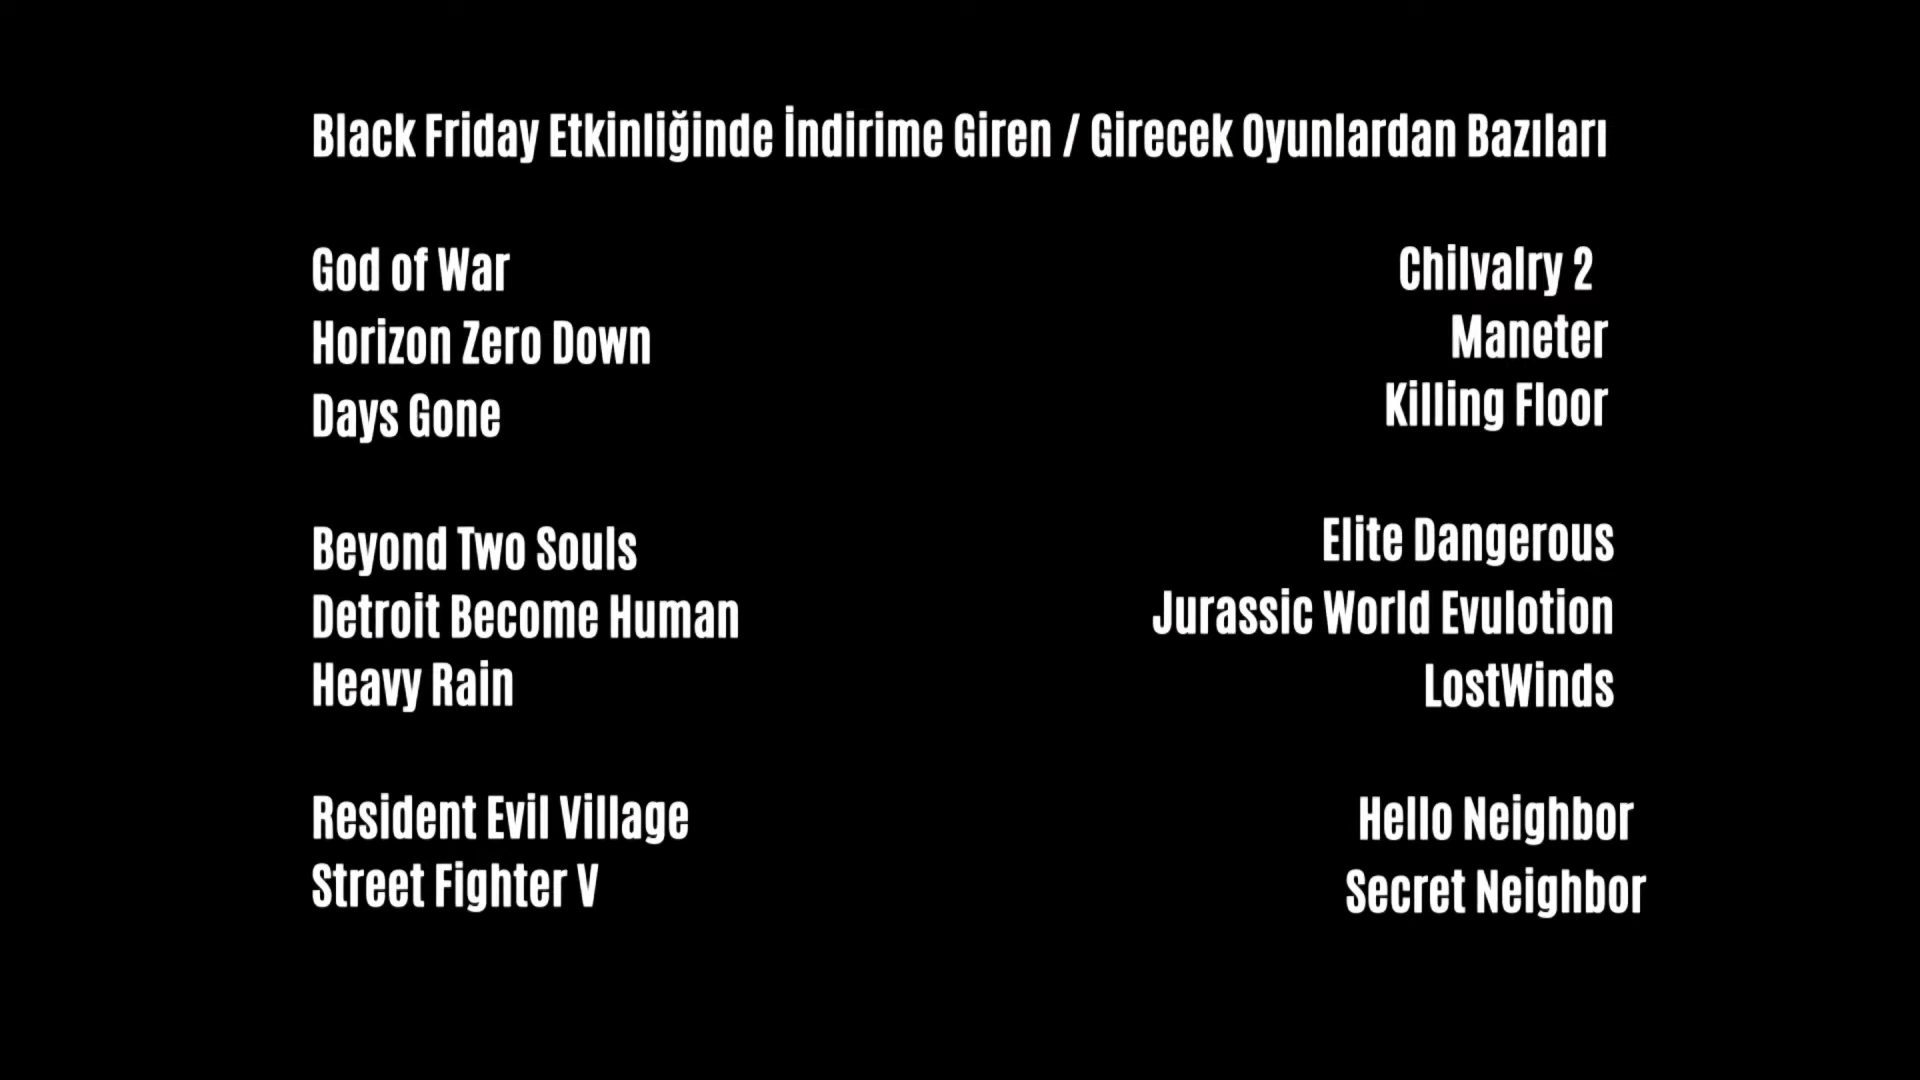 Black Friday Etkinliğinde İndirime Giren / Girecek Oyunlardan Bazıları
God of War
Horizon Zero Down
Days Gone
Beyond Two Souls
Detroit Become Human
Heavy Rain
Resident Evil Village
Street Fighter V
Chilvalry 2
Maneter
Killing Floor
Elite Dangerous
Jurassic World Evulotion
LostWinds
Hello Neighbor
Secret Neighbor